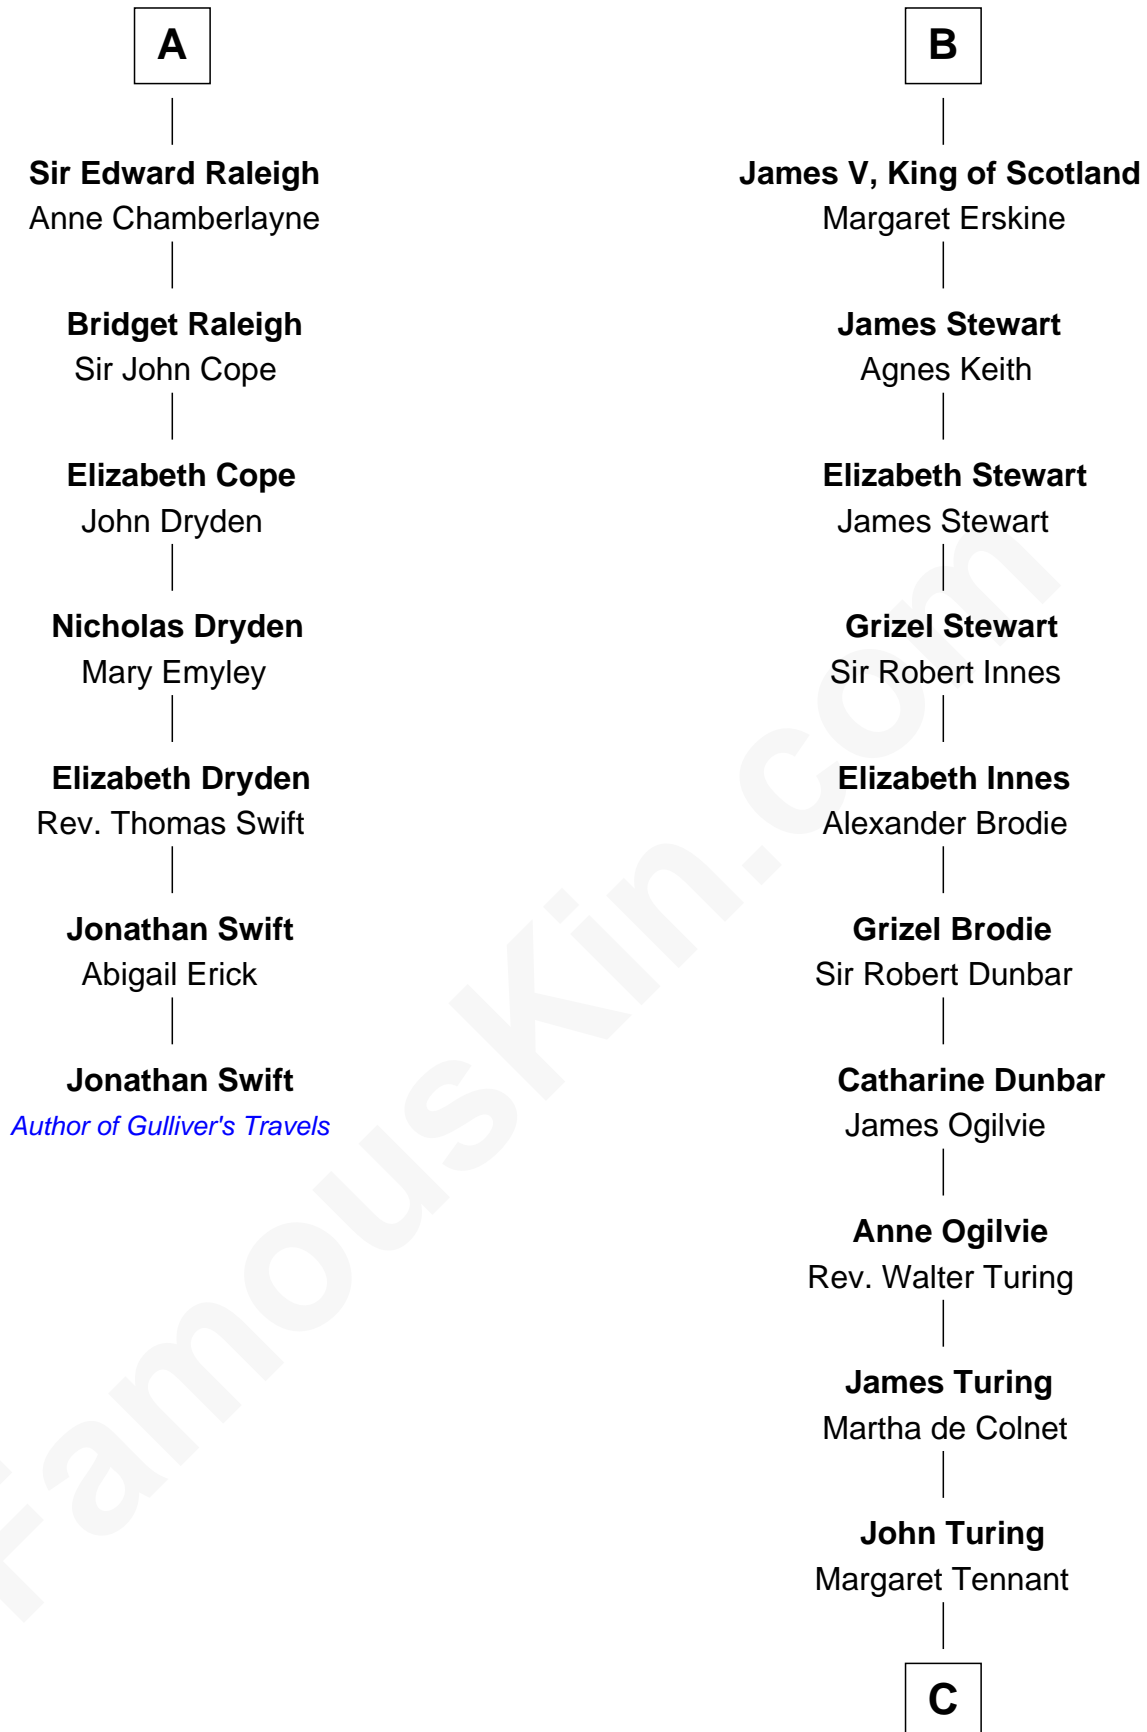 A
Sir Edward Raleigh
Anne Chamberlayne
Bridget Raleigh
Sir John Cope
Elizabeth Cope
John Dryden
Nicholas Dryden
Mary Emyley
Elizabeth Dryden
Rev. Thomas Swift
Jonathan Swift
Abigail Erick
Jonathan Swift
Author of Gulliver's Travels
B
James V, King of Scotland
Margaret Erskine
James Stewart
Agnes Keith
Elizabeth Stewart
James Stewart
Grizel Stewart
Sir Robert Innes
Elizabeth Innes
Alexander Brodie
Grizel Brodie
Sir Robert Dunbar
Catharine Dunbar
James Ogilvie
Anne Ogilvie
Rev. Walter Turing
James Turing
Martha de Colnet
John Turing
Margaret Tennant
C
FamousKin.com